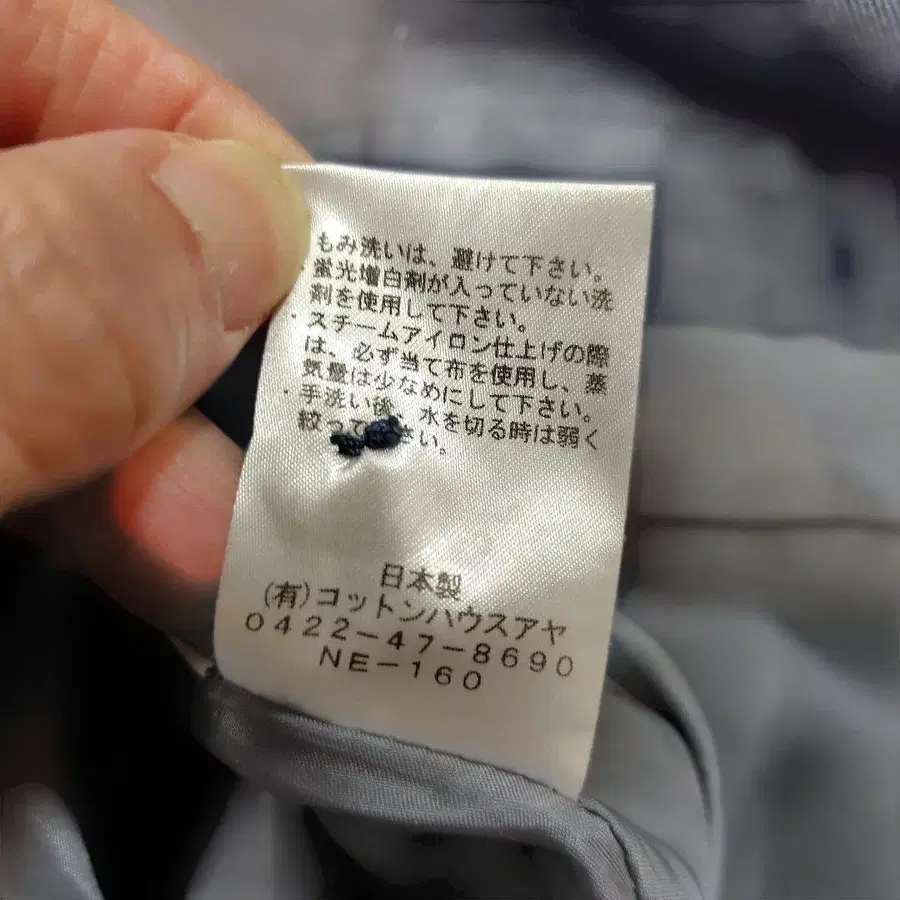 もみ洗いは、避けて下さい。
・蛍光増白剤が入っていない洗
剤を使用して下さい。
・スチームアイロン仕上げの際
は、必ず当て布を使用し、蒸
気量は少なめにして下さい。
・手洗い後、水を切る時は弱く
絞って さい。
日本製
(有)コットンハウスアヤ
0422-47-8690
NE-160